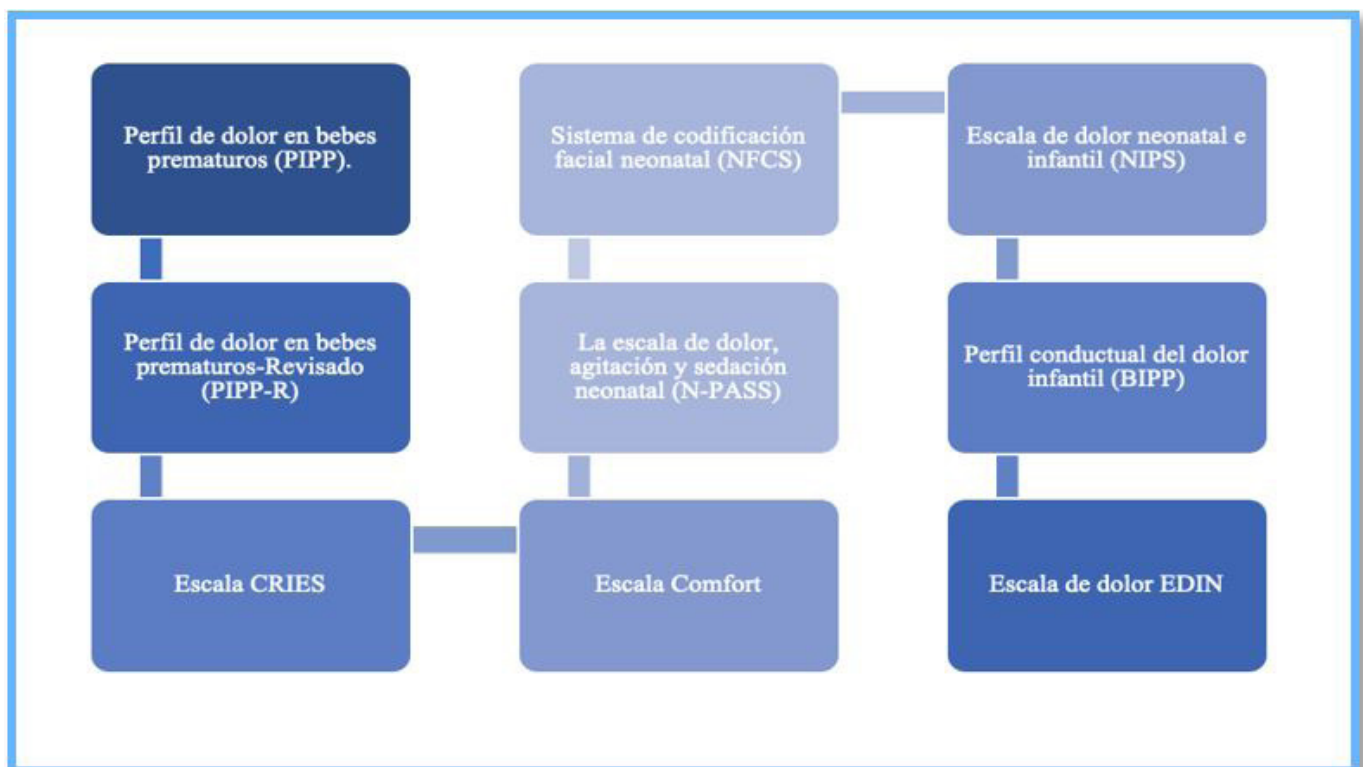 Perfil de dolor en bebes
prematuros (PIPP).
Perfil de dolor en bebes
prematuros-Revisado
(PIPP-R)
Escala CRIES
Escala Comfort
La escala de dolor,
agitación y sedación
neonatal (N-PASS)
Sistema de codificación
facial neonatal (NFCS)
Escala de dolor neonatal e
infantil (NIPS)
Perfil conductual del dolor
infantil (BIPP)
Escala de dolor EDIN